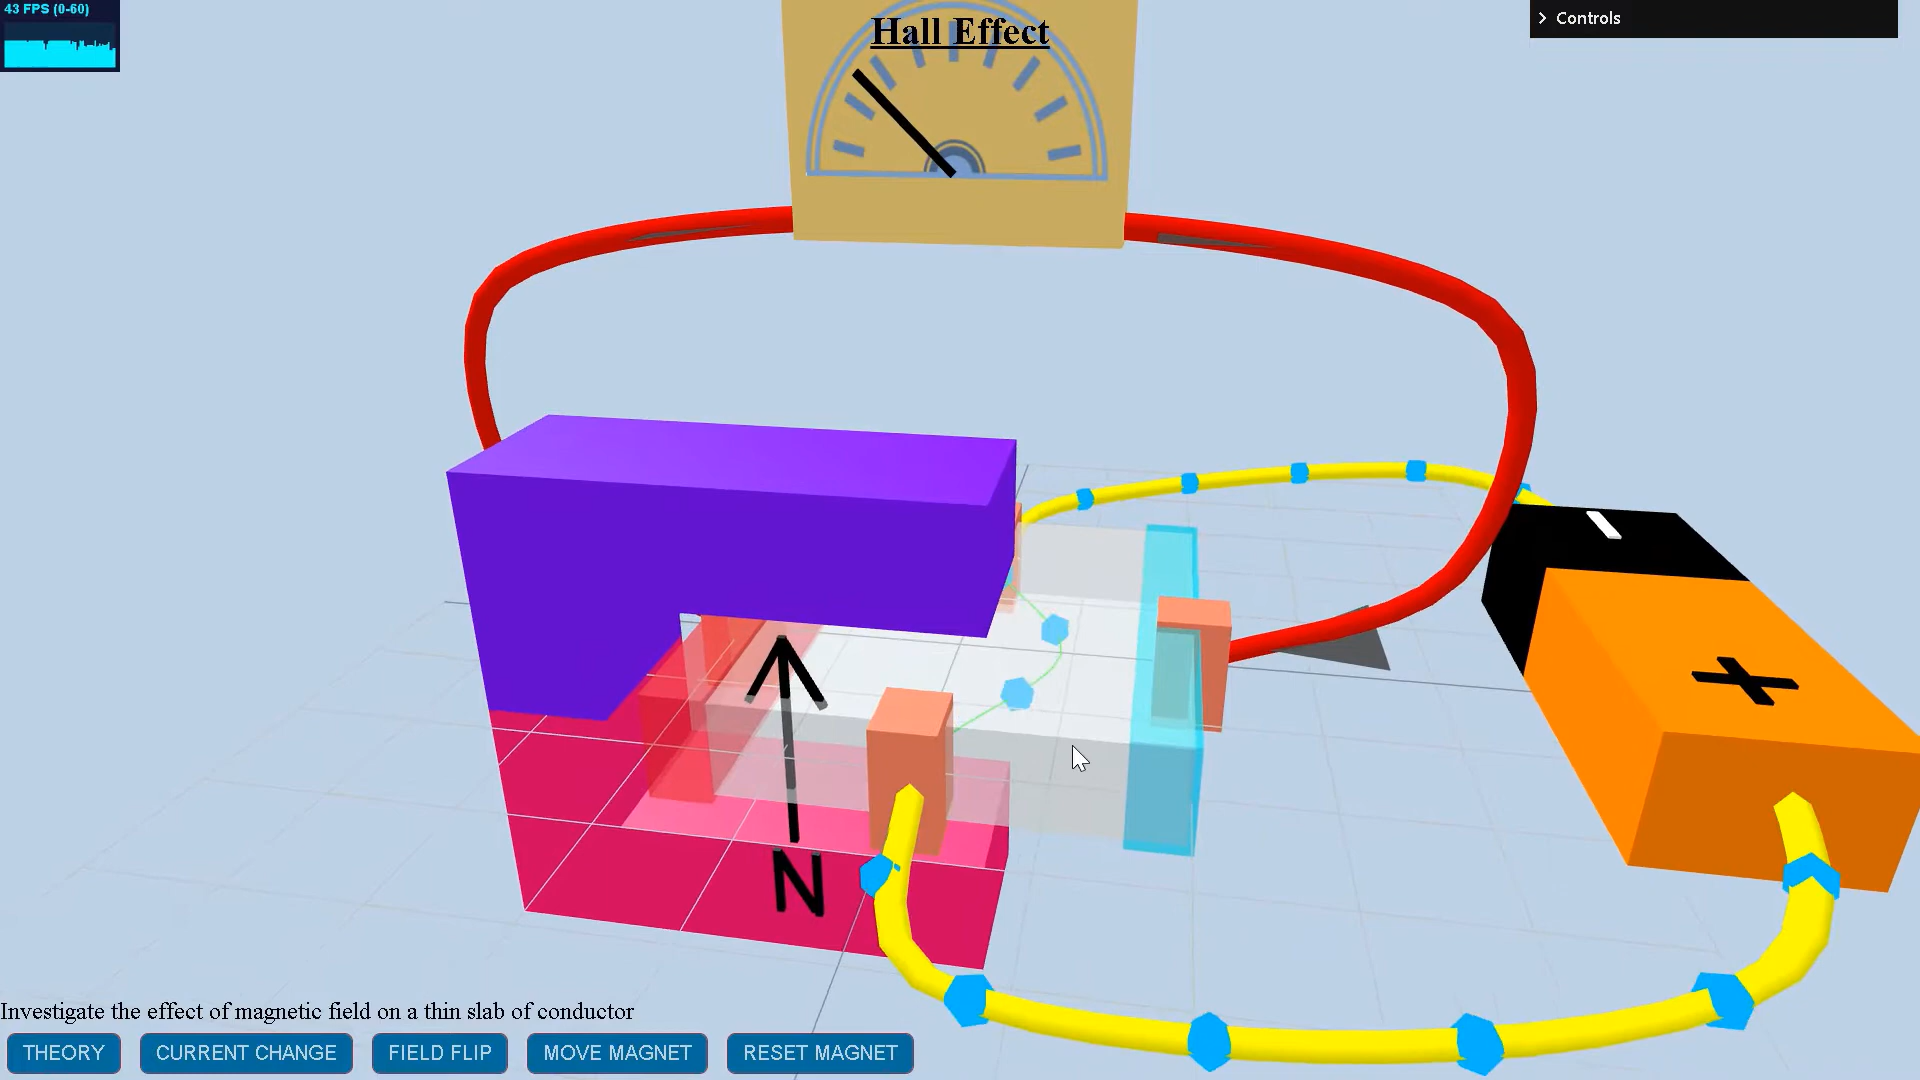 43 FPS (0-60)
Hall Effect
Controls
N
Investigate the effect of magnetic field on a thin slab of conductor
THEORY
CURRENT CHANGE
FIELD FLIP
MOVE MAGNET
RESET MAGNET